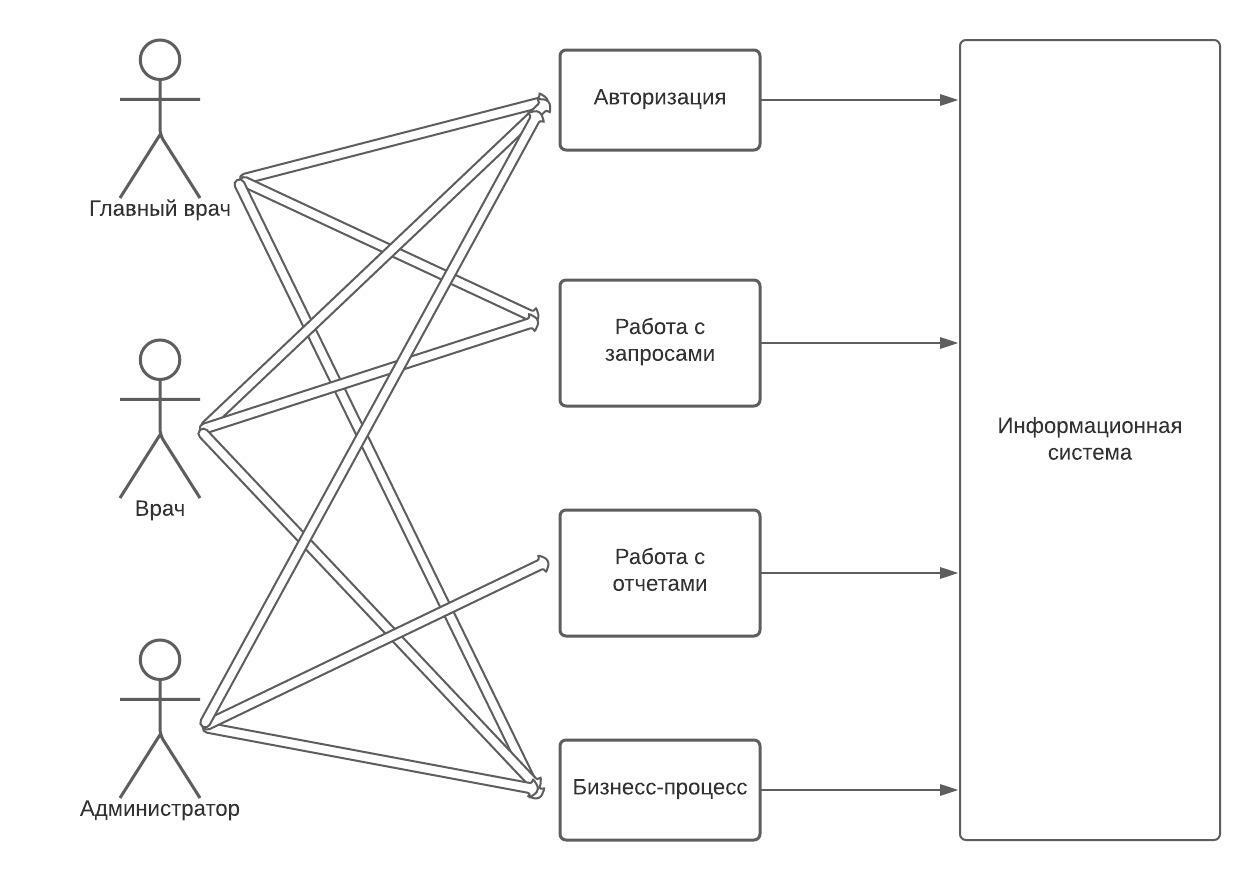 Главный врач
Врач
Администратор
Авторизация
Работа с
запросами
Работа с
отчетами
Бизнесс-процесс
Информационная
система